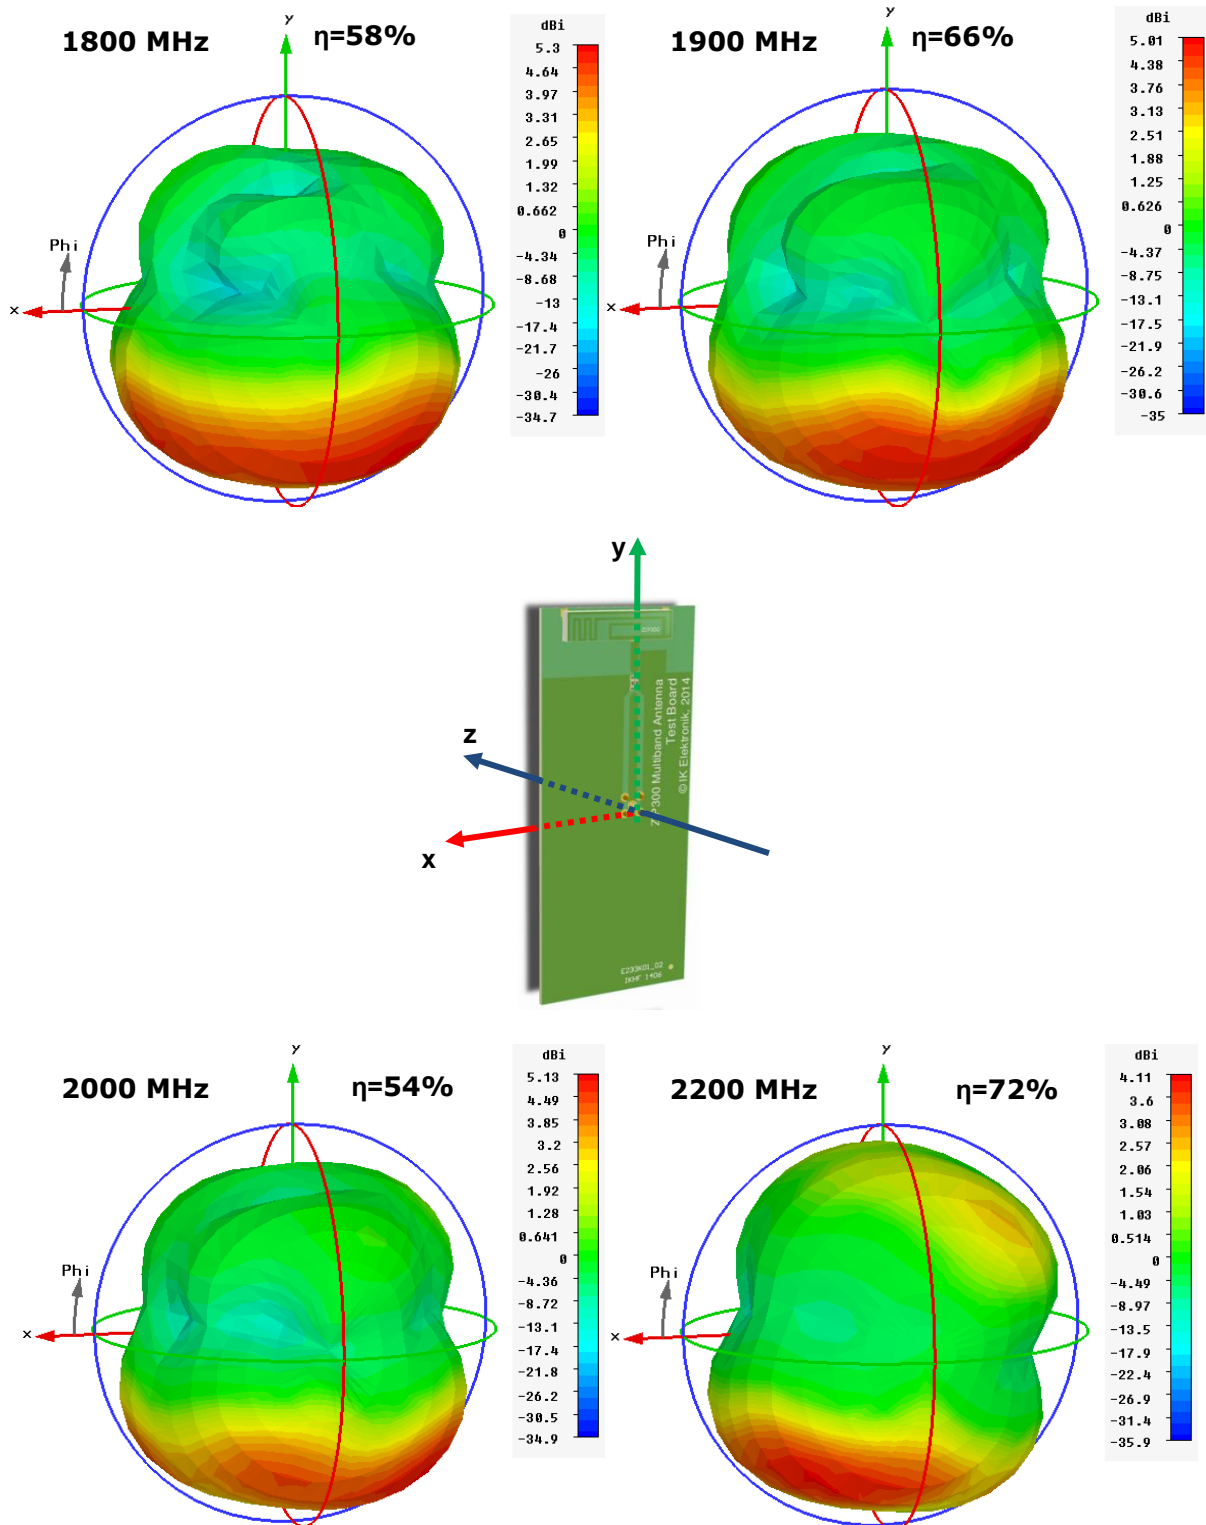 y
1800 MHz η=58%
dBi
5.3
4.64
3.97
3.31
2.65
1.99
1.32
0.662
0
-4.34
-8.68
-13
-17.4
-21.7
-26
-30.4
-34.7
Phi
x
y
1900 MHz η=66%
dBi
5.01
4.38
3.76
3.13
2.51
1.88
1.25
0.626
0
-4.37
-8.75
-13.1
-17.5
-21.9
-26.2
-30.6
-35
Phi
x
y
z
x
Multiband Antenna
Test Board
©IK Elektronik, 2014
E233K01_02
IKHF 1406
y
2000 MHz η=54%
dBi
5.13
4.49
3.85
3.2
2.56
1.92
1.28
0.641
0
-4.36
-8.72
-13.1
-17.4
-21.8
-26.2
-30.5
-34.9
Phi
x
y
2200 MHz η=72%
dBi
4.11
3.6
3.08
2.57
2.06
1.54
1.03
0.514
0
-4.49
-8.97
-13.5
-17.9
-22.4
-26.9
-31.4
-35.9
Phi
x